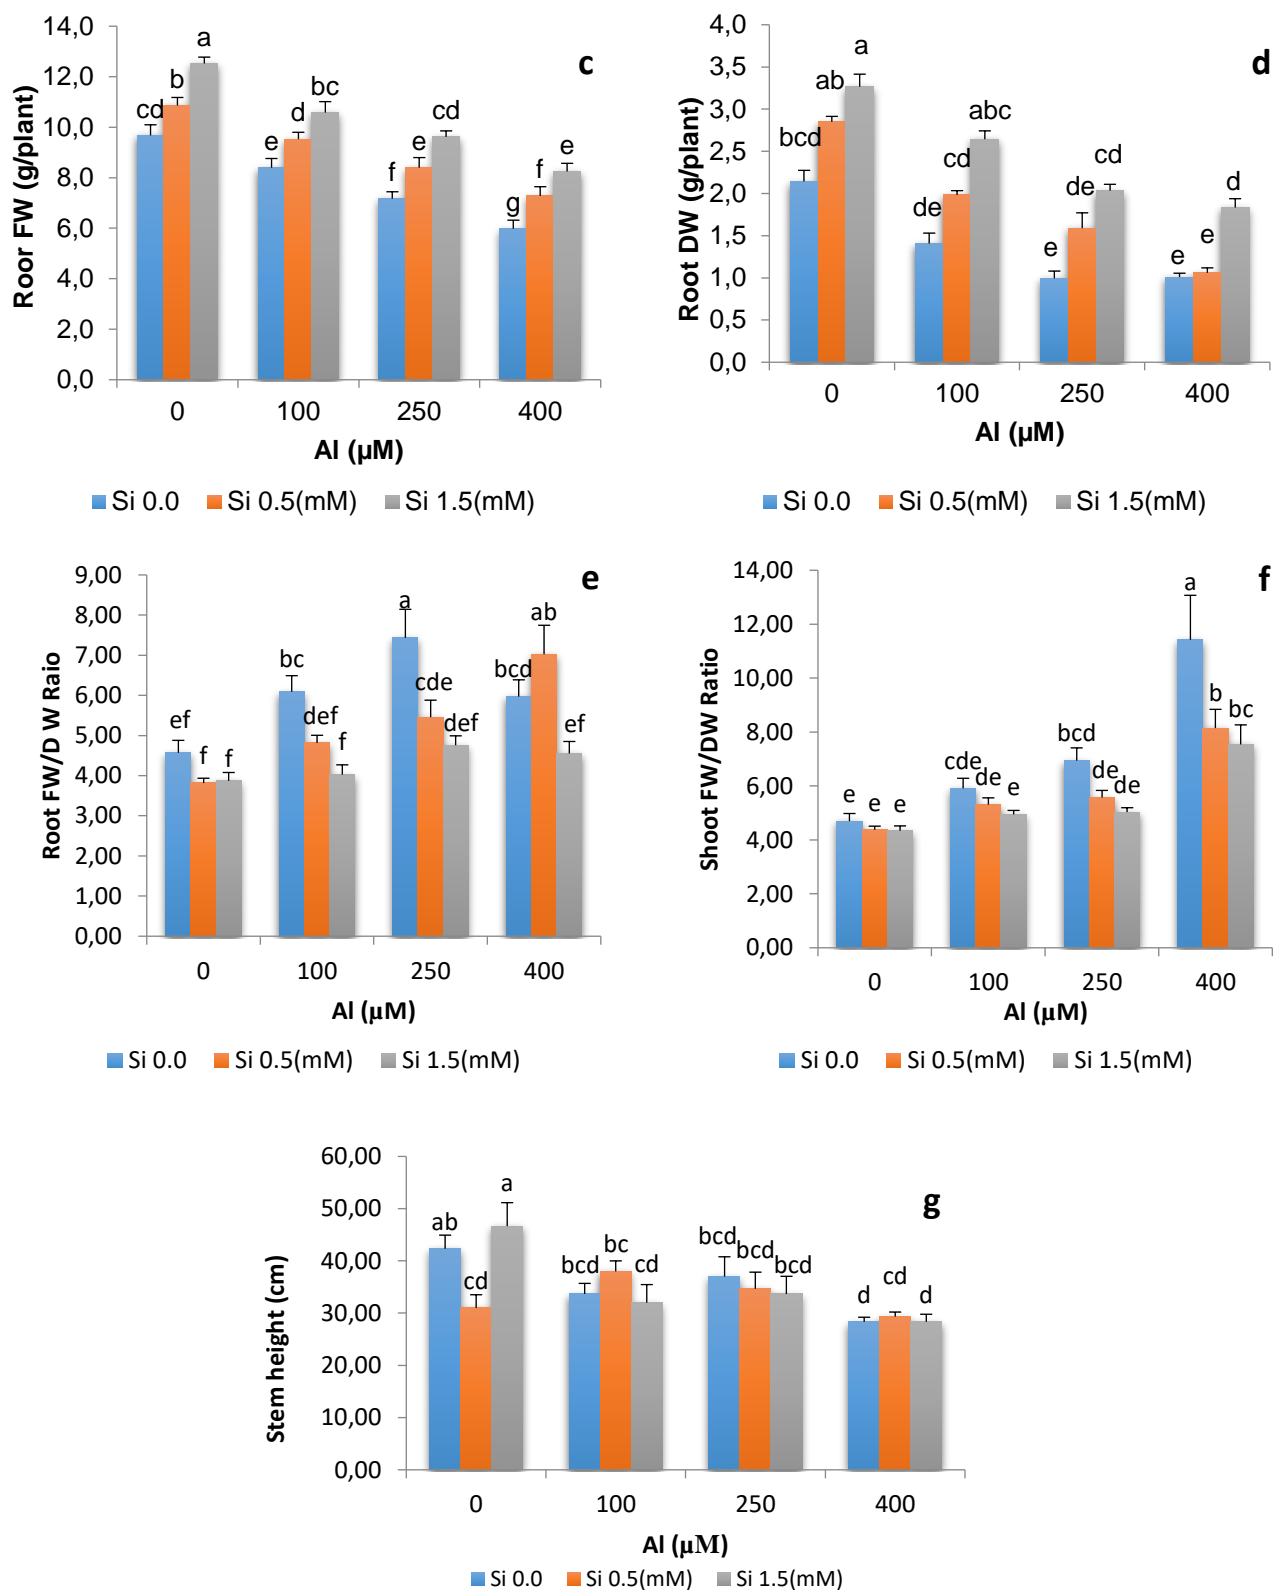 c
Roor FW (g/plant)
14,0
12,0
10,0
8,0
6,0
4,0
2,0
0,0
cd b a
e d bc
f e cd
g f e
0 100 250 400
Al (µM)
Si 0.0 Si 0.5(mM) Si 1.5(mM)
d
Root DW (g/plant)
4,0
3,5
3,0
2,5
2,0
1,5
1,0
0,5
0,0
bcd ab a
de cd abc
e de cd
e e d
0 100 250 400
Al (µM)
Si 0.0 Si 0.5(mM) Si 1.5(mM)
e
Root FW/D W Raio
9,00
8,00
7,00
6,00
5,00
4,00
3,00
2,00
1,00
0,00
ef f f
bc def f
a cde def
bcd ab ef
0 100 250 400
Al (µM)
Si 0.0 Si 0.5(mM) Si 1.5(mM)
f
Shoot FW/DW Ratio
14,00
12,00
10,00
8,00
6,00
4,00
2,00
0,00
e e e
cde de e
bcd de de
a b bc
0 100 250 400
Al (µM)
Si 0.0 Si 0.5(mM) Si 1.5(mM)
g
Stem height (cm)
60,00
50,00
40,00
30,00
20,00
10,00
0,00
ab cd a
bcd bc cd
bcd bcd bcd
d cd d
0 100 250 400
Al (µM)
Si 0.0 Si 0.5(mM) Si 1.5(mM)